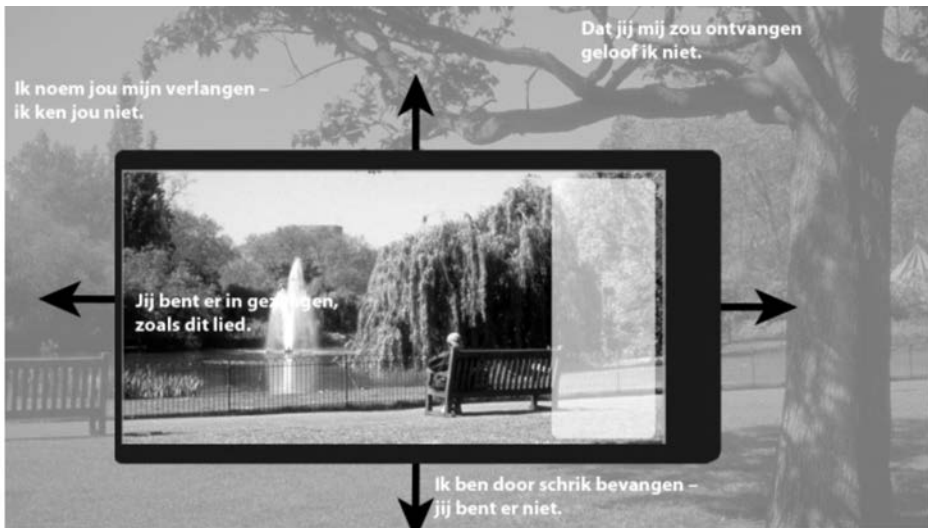 Dat jij mij zou ontvangen
geloof ik niet.
Ik noem jou mijn verlangen –
ik ken jou niet.
Jij bent er in gezangen,
zoals dit lied.
Ik ben door schrik bevangen –
jij bent er niet.